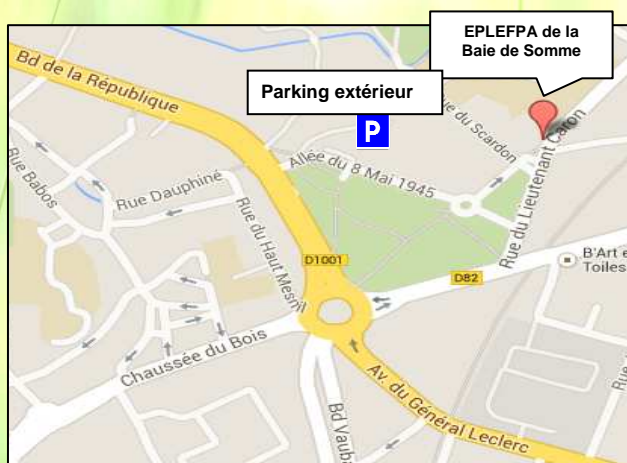 EPLEFPA de la
Baie de Somme
Bd de la République
Parking extérieur
P
ue du Scardon
Rue du Lieutenant Caron
Allée du 8 Mai 1945
Rue Babos
Rue Dauphiné
Rue du Haut Mesnil
D1001
D82
B'Art e
Toiles
Chaussée du Bois
Bd Vauba
Av. du Général Leclerc
Rue